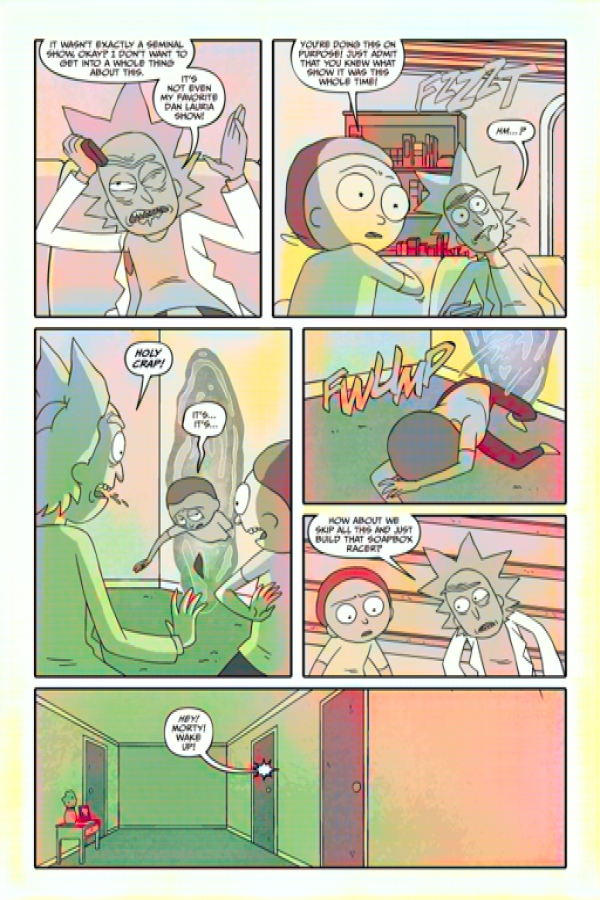 IT WASN'T EXACTLY A SEMINAL
SHOW, OKAY? I DON'T WANT TO
GET INTO A WHOLE THING
ABOUT THIS.
IT'S
NOT EVEN
MY FAVORITE
DAN LAURIA
SHOW!
YOU'RE DOING THIS ON
PURPOSE! JUST ADMIT
THAT YOU KNEW WHAT
SHOW IT WAS THIS
WHOLE TIME!
FZZZT
HM...?
HOLY
CRAP!
IT'S...
IT'S...
FWUMP
HOW ABOUT WE
SKIP ALL THIS AND JUST
BUILD THAT SOAPBOX
RACER?
HEY!
MORTY!
WAKE
UP!